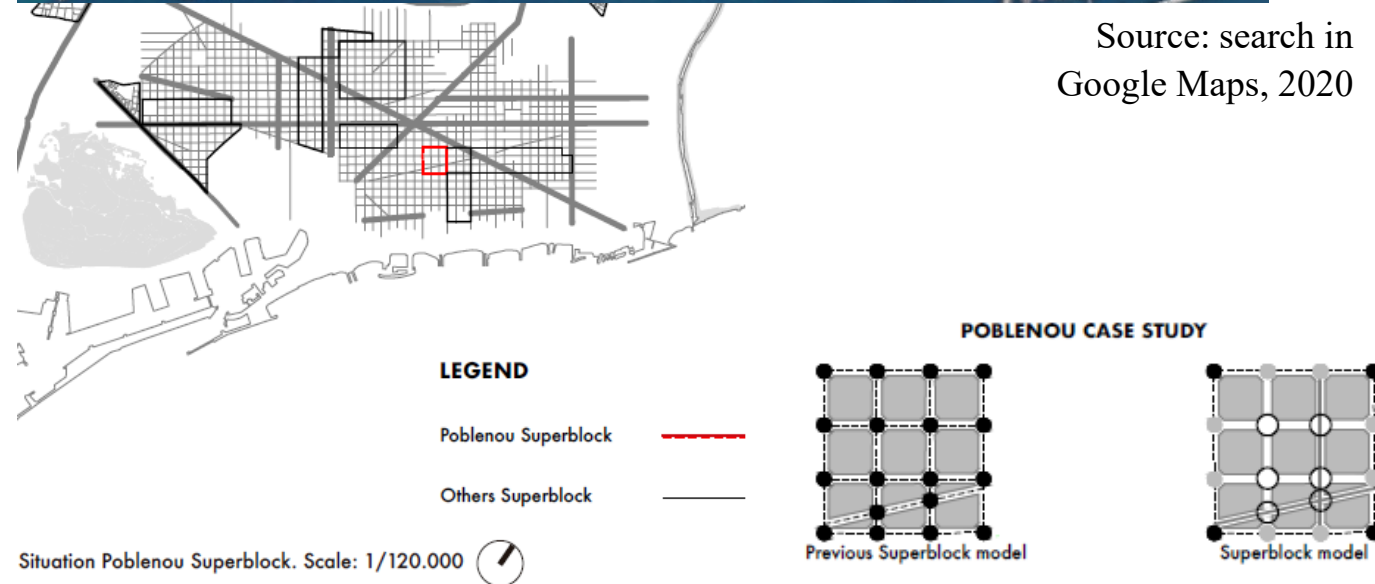 Source: search in
Google Maps, 2020
LEGEND
Poblenou Superblock
Others Superblock
Situation Poblenou Superblock. Scale: 1/120.000
POBLENOU CASE STUDY
Previous Superblock model
Superblock model